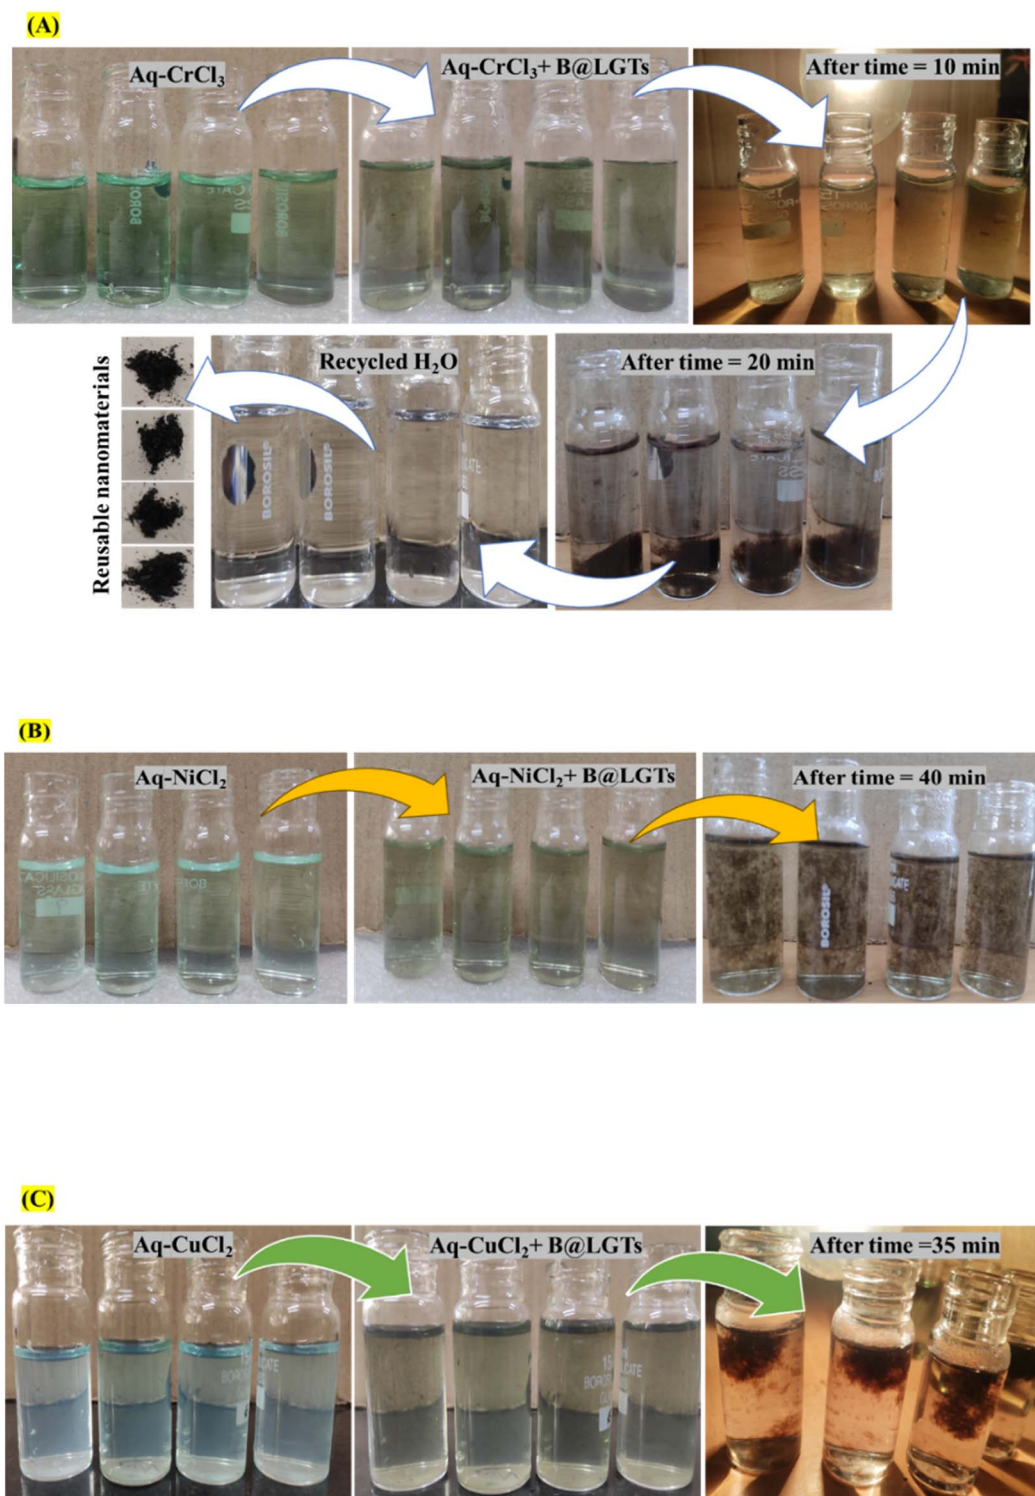 (A)
Aq-CrCl₃
Aq-CrCl₃+ B@LGTs
After time = 10 min
BOROSIL
BOROSIL
Reusable nanomaterials
Recycled H₂O
After time = 20 min
BOROSIL
BOROSIL
(B)
Aq-NiCl₂
Aq-NiCl₂+ B@LGTs
After time = 40 min
BOROSIL
(C)
Aq-CuCl₂
Aq-CuCl₂+ B@LGTs
After time =35 min